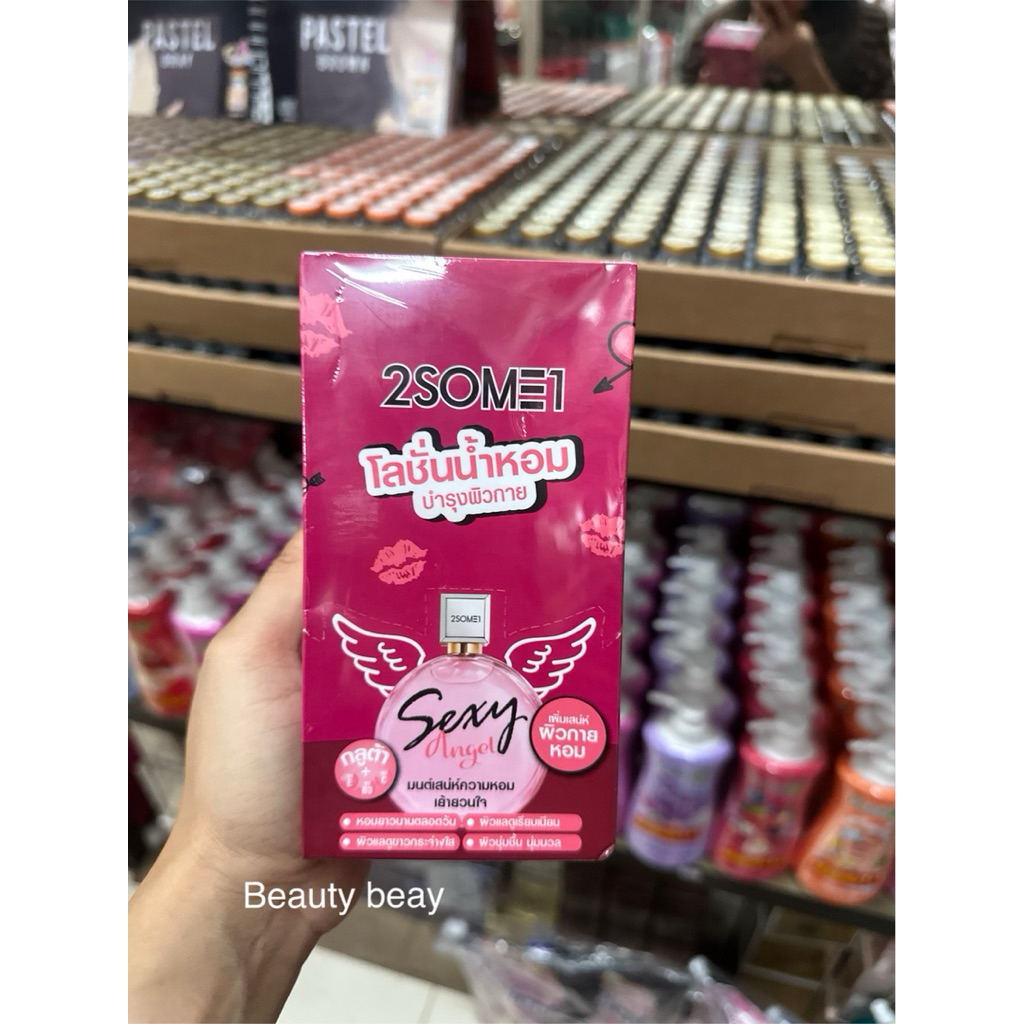 PASTEL
PASTEL
2SOME1
โลชั่นน้ำหอม
บำรุงผิวกาย
2SOME1
Sexy
Angel
เพิ่มเสน่ห์
ผิวกาย
หอม
กลูต้า
มนต์เสน่ห์ความหอม
เย้ายวนใจ
• หอมยาวนานตลอดวัน • ผิวแลดูเรียบเนียน
• ผิวแลดูขาวกระจ่างใส • ผิวชุ่มชื้น นุ่มนวล
Beauty beay